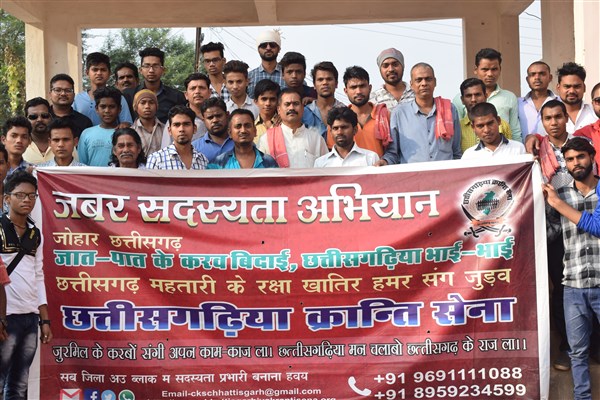 जबर सदस्यता अभियान
छत्तीसगढ़िया क्रान्ति सेना
जोहार छत्तीसगढ़
जात-पात के करव बिदाई, छत्तीसगढ़िया भाई-भाई
छत्तीसगढ़ महतारी के रक्षा खातिर हमर संग जुड़व
छत्तीसगढ़िया क्रान्ति सेना
जुरमिल के करबों संगी अपन काम-काज ला। छत्तीसगढ़िया मन चलाबो छत्तीसगढ़ के राज ला।।
सब जिला अउ ब्लाक म सदस्यता प्रभारी बनाना हवय
Email-ckschhattisgarh@gmail.com
+91 9691111088
+91 8959234599